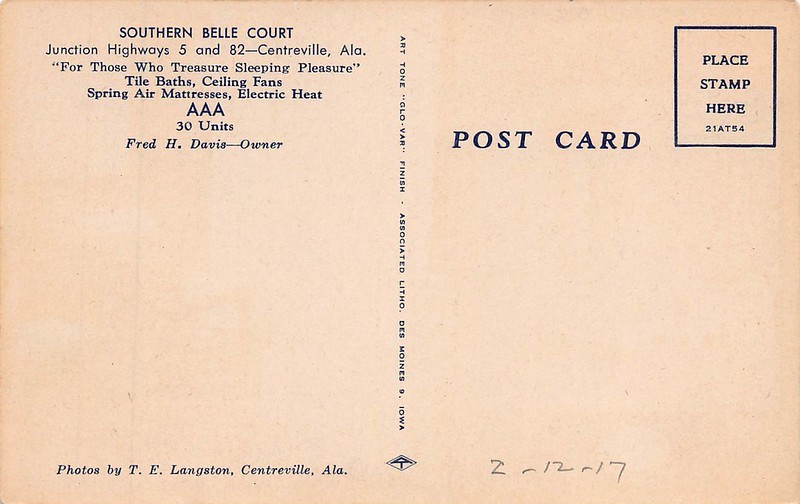 SOUTHERN BELLE COURT
Junction Highways 5 and 82—Centreville, Ala.
"For Those Who Treasure Sleeping Pleasure"
Tile Baths, Ceiling Fans
Spring Air Mattresses, Electric Heat
AAA
30 Units
Fred H. Davis—Owner
Photos by T. E. Langston, Centreville, Ala.
ART TONE "GLO-VAR" FINISH - ASSOCIATED LITHO. DES MOINES 9, IOWA
POST CARD
PLACE
STAMP
HERE
21AT54
2-12-17